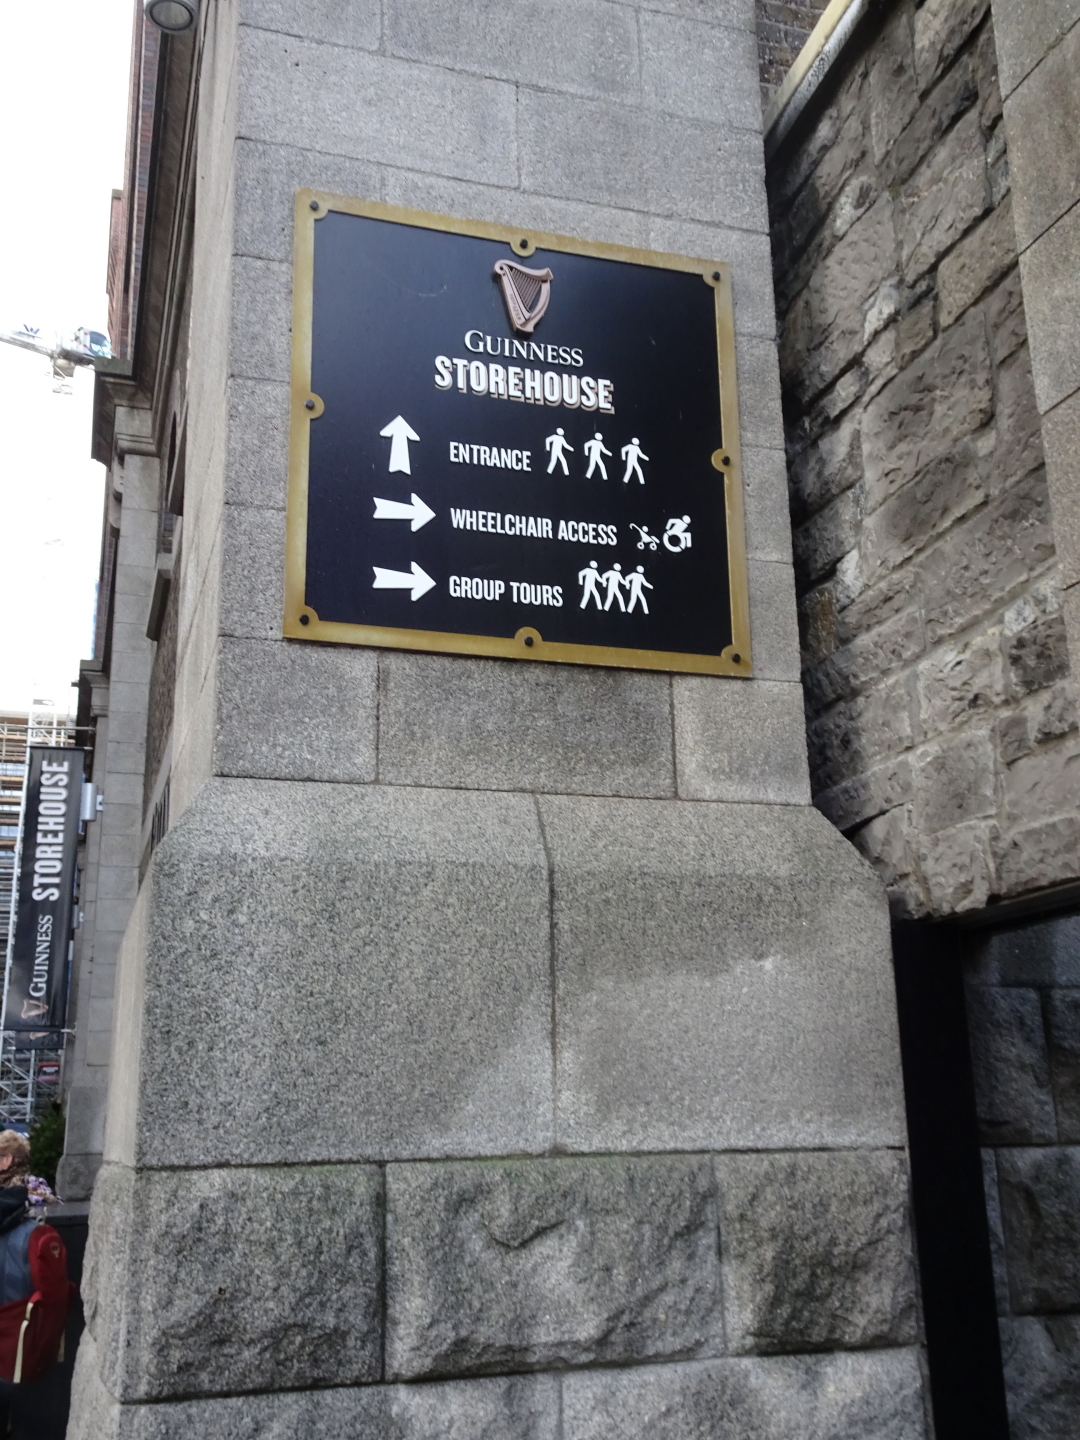 GUINNESS
STOREHOUSE
ENTRANCE
WHEELCHAIR ACCESS
GROUP TOURS
GUINNESS STOREHOUSE